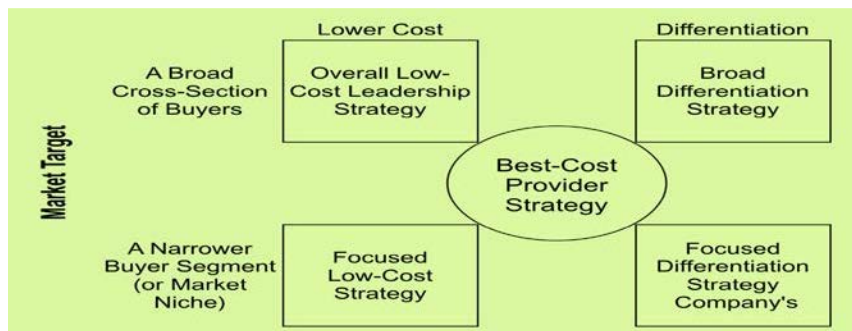 Lower Cost
Differentiation
Market Target
A Broad
Cross-Section
of Buyers
Overall Low-
Cost Leadership
Strategy
Broad
Differentiation
Strategy
Best-Cost
Provider
Strategy
A Narrower
Buyer Segment
(or Market
Niche)
Focused
Low-Cost
Strategy
Focused
Differentiation
Strategy
Company's